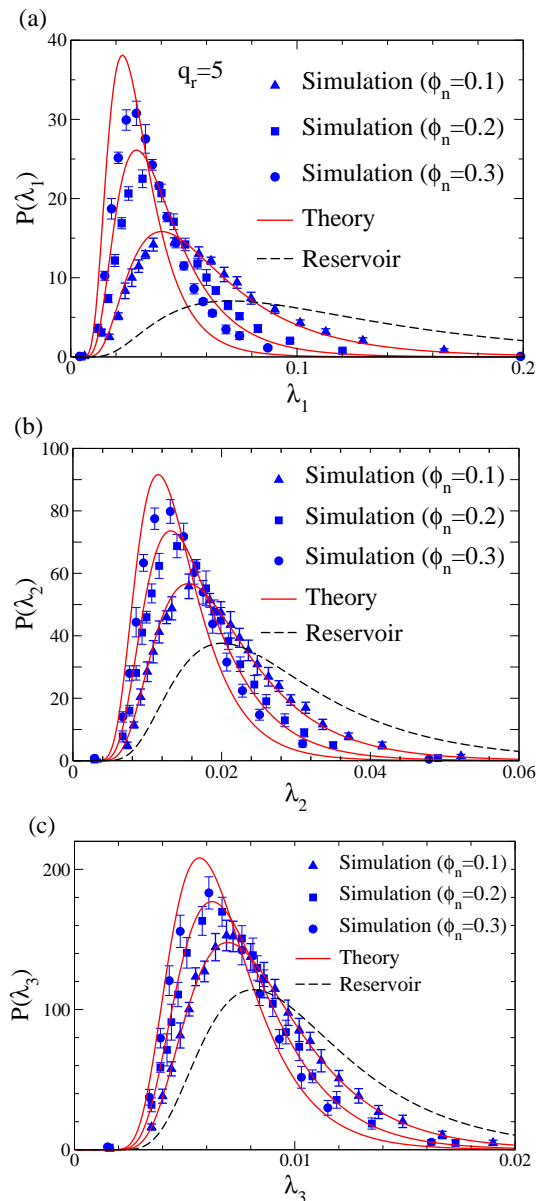 (a)
q_r=5
Simulation (ϕ_n=0.1)
Simulation (ϕ_n=0.2)
Simulation (ϕ_n=0.3)
Theory
Reservoir
P(λ_1)
40
30
20
10
0
0 0.1 0.2
λ_1
(b)
Simulation (ϕ_n=0.1)
Simulation (ϕ_n=0.2)
Simulation (ϕ_n=0.3)
Theory
Reservoir
P(λ_2)
100
80
60
40
20
0
0 0.02 0.04 0.06
λ_2
(c)
Simulation (ϕ_n=0.1)
Simulation (ϕ_n=0.2)
Simulation (ϕ_n=0.3)
Theory
Reservoir
P(λ_3)
200
100
0
0 0.01 0.02
λ_3